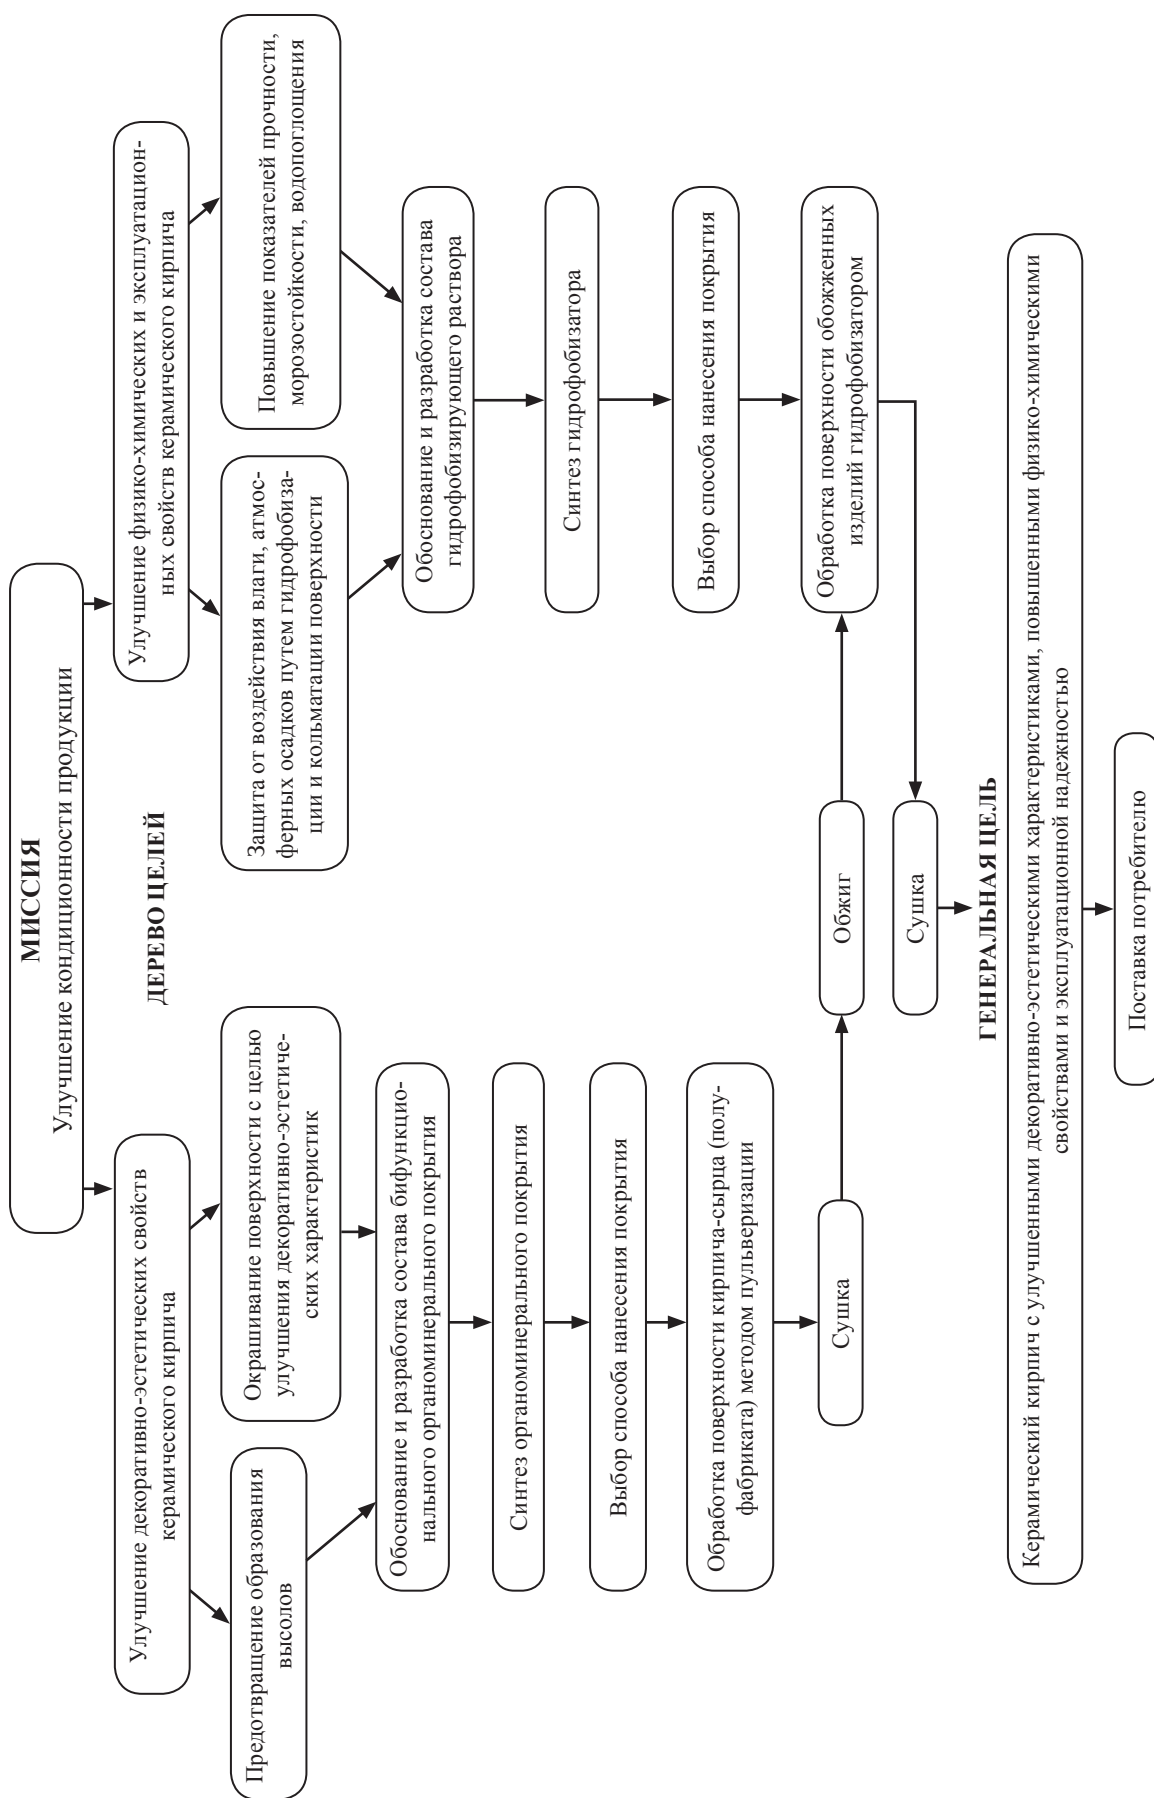 МИССИЯ
Улучшение кондиционности продукции
ДЕРЕВО ЦЕЛЕЙ
Улучшение декоративно-эстетических свойств
керамического кирпича
Улучшение физико-химических и эксплуатацион-
ных свойств керамического кирпича
Предотвращение образования
высолов
Окрашивание поверхности с целью
улучшения декоративно-эстетиче-
ских характеристик
Защита от воздействия влаги, атмос-
ферных осадков путем гидрофобиза-
ции и кольматации поверхности
Повышение показателей прочности,
морозостойкости, водопоглощения
Обоснование и разработка состава бифункцио-
нального органоминерального покрытия
Обоснование и разработка состава
гидрофобизирующего раствора
Синтез органоминерального покрытия
Синтез гидрофобизатора
Выбор способа нанесения покрытия
Выбор способа нанесения покрытия
Обработка поверхности кирпича-сырца (полу-
фабриката) методом пульверизации
Обработка поверхности обожженных
изделий гидрофобизатором
Сушка
Обжиг
Сушка
ГЕНЕРАЛЬНАЯ ЦЕЛЬ
Керамический кирпич с улучшенными декоративно-эстетическими характеристиками, повышенными физико-химическими
свойствами и эксплуатационной надежностью
Поставка потребителю